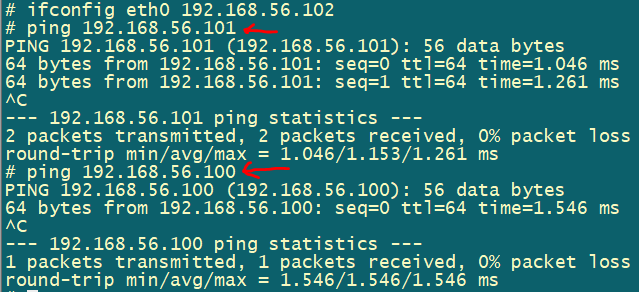 # ifconfig eth0 192.168.56.102
# ping 192.168.56.101
PING 192.168.56.101 (192.168.56.101): 56 data bytes
64 bytes from 192.168.56.101: seq=0 ttl=64 time=1.046 ms
64 bytes from 192.168.56.101: seq=1 ttl=64 time=1.261 ms
^C
--- 192.168.56.101 ping statistics ---
2 packets transmitted, 2 packets received, 0% packet loss
round-trip min/avg/max = 1.046/1.153/1.261 ms
# ping 192.168.56.100
PING 192.168.56.100 (192.168.56.100): 56 data bytes
64 bytes from 192.168.56.100: seq=0 ttl=64 time=1.546 ms
^C
--- 192.168.56.100 ping statistics ---
1 packets transmitted, 1 packets received, 0% packet loss
round-trip min/avg/max = 1.546/1.546/1.546 ms
#